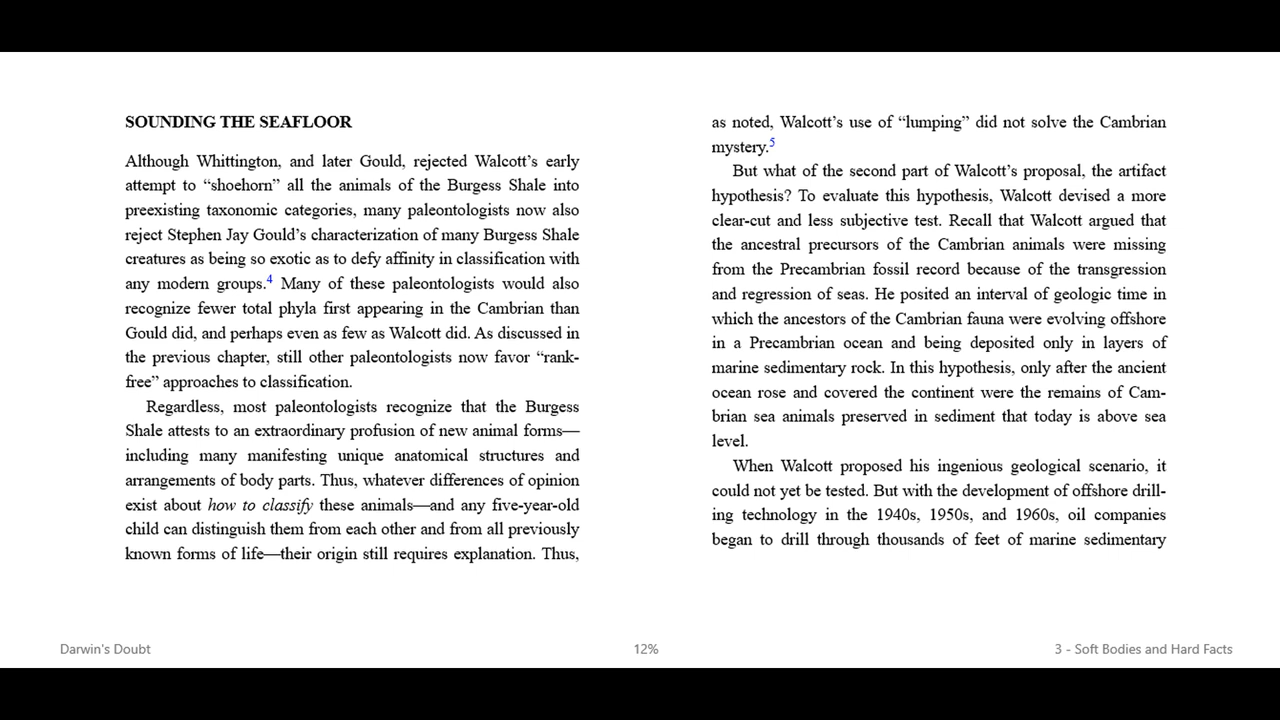 SOUNDING THE SEAFLOOR
Although Whittington, and later Gould, rejected Walcott’s early
attempt to “shoehorn” all the animals of the Burgess Shale into
preexisting taxonomic categories, many paleontologists now also
reject Stephen Jay Gould’s characterization of many Burgess Shale
creatures as being so exotic as to defy affinity in classification with
any modern groups.4 Many of these paleontologists would also
recognize fewer total phyla first appearing in the Cambrian than
Gould did, and perhaps even as few as Walcott did. As discussed in
the previous chapter, still other paleontologists now favor “rank-
free” approaches to classification.
Regardless, most paleontologists recognize that the Burgess
Shale attests to an extraordinary profusion of new animal forms—
including many manifesting unique anatomical structures and
arrangements of body parts. Thus, whatever differences of opinion
exist about how to classify these animals—and any five-year-old
child can distinguish them from each other and from all previously
known forms of life—their origin still requires explanation. Thus,
as noted, Walcott’s use of “lumping” did not solve the Cambrian
mystery.5
But what of the second part of Walcott’s proposal, the artifact
hypothesis? To evaluate this hypothesis, Walcott devised a more
clear-cut and less subjective test. Recall that Walcott argued that
the ancestral precursors of the Cambrian animals were missing
from the Precambrian fossil record because of the transgression
and regression of seas. He posited an interval of geologic time in
which the ancestors of the Cambrian fauna were evolving offshore
in a Precambrian ocean and being deposited only in layers of
marine sedimentary rock. In this hypothesis, only after the ancient
ocean rose and covered the continent were the remains of Cam-
brian sea animals preserved in sediment that today is above sea
level.
When Walcott proposed his ingenious geological scenario, it
could not yet be tested. But with the development of offshore drill-
ing technology in the 1940s, 1950s, and 1960s, oil companies
began to drill through thousands of feet of marine sedimentary
Darwin's Doubt
12%
3 - Soft Bodies and Hard Facts